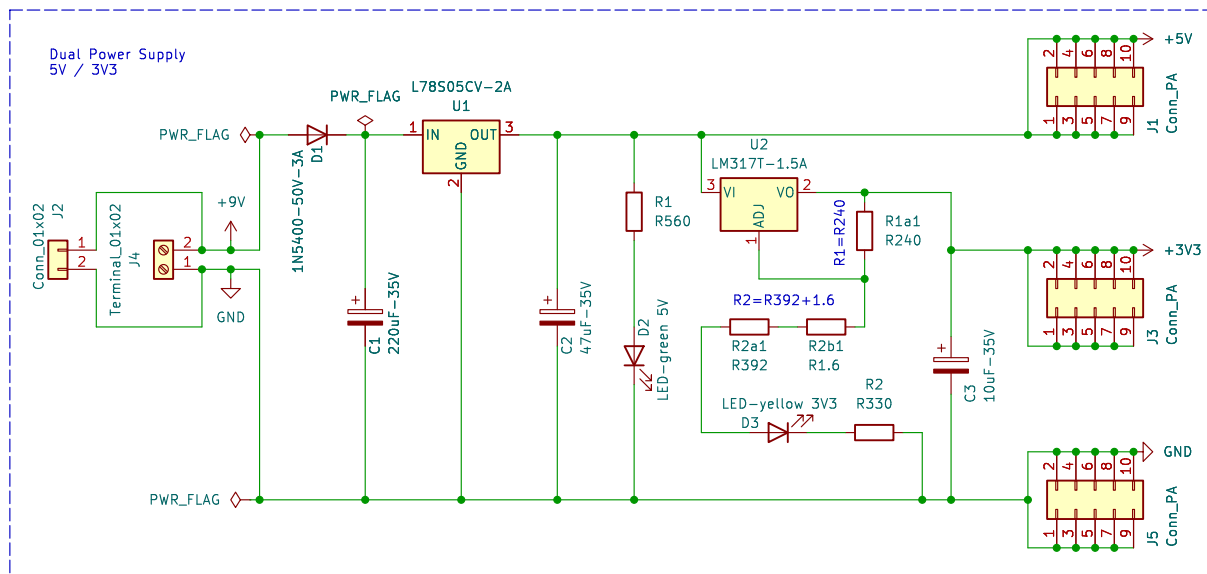 Dual Power Supply
5V / 3V3
PWR_FLAG
PWR_FLAG
L78S05CV-2A
U1
1
IN
OUT
3
GND
2
D1
1N5400-50V-3A
+9V
J2
Conn_01x02
1
2
Terminal_01x02
J4
2
1
GND
+
C1
220uF-35V
+
C2
47uF-35V
R1
R560
D2
LED-green 5V
U2
LM317T-1.5A
3
VI
VO
2
ADJ
1
R1=R240
R1a1
R240
R2=R392+1.6
R2a1
R392
R2b1
R1.6
LED-yellow 3V3
D3
R2
R330
+
C3
10uF-35V
PWR_FLAG
+5V
2
4
6
8
10
1
3
5
7
9
J1
Conn_PA
+3V3
2
4
6
8
10
1
3
5
7
9
J3
Conn_PA
GND
2
4
6
8
10
1
3
5
7
9
J5
Conn_PA